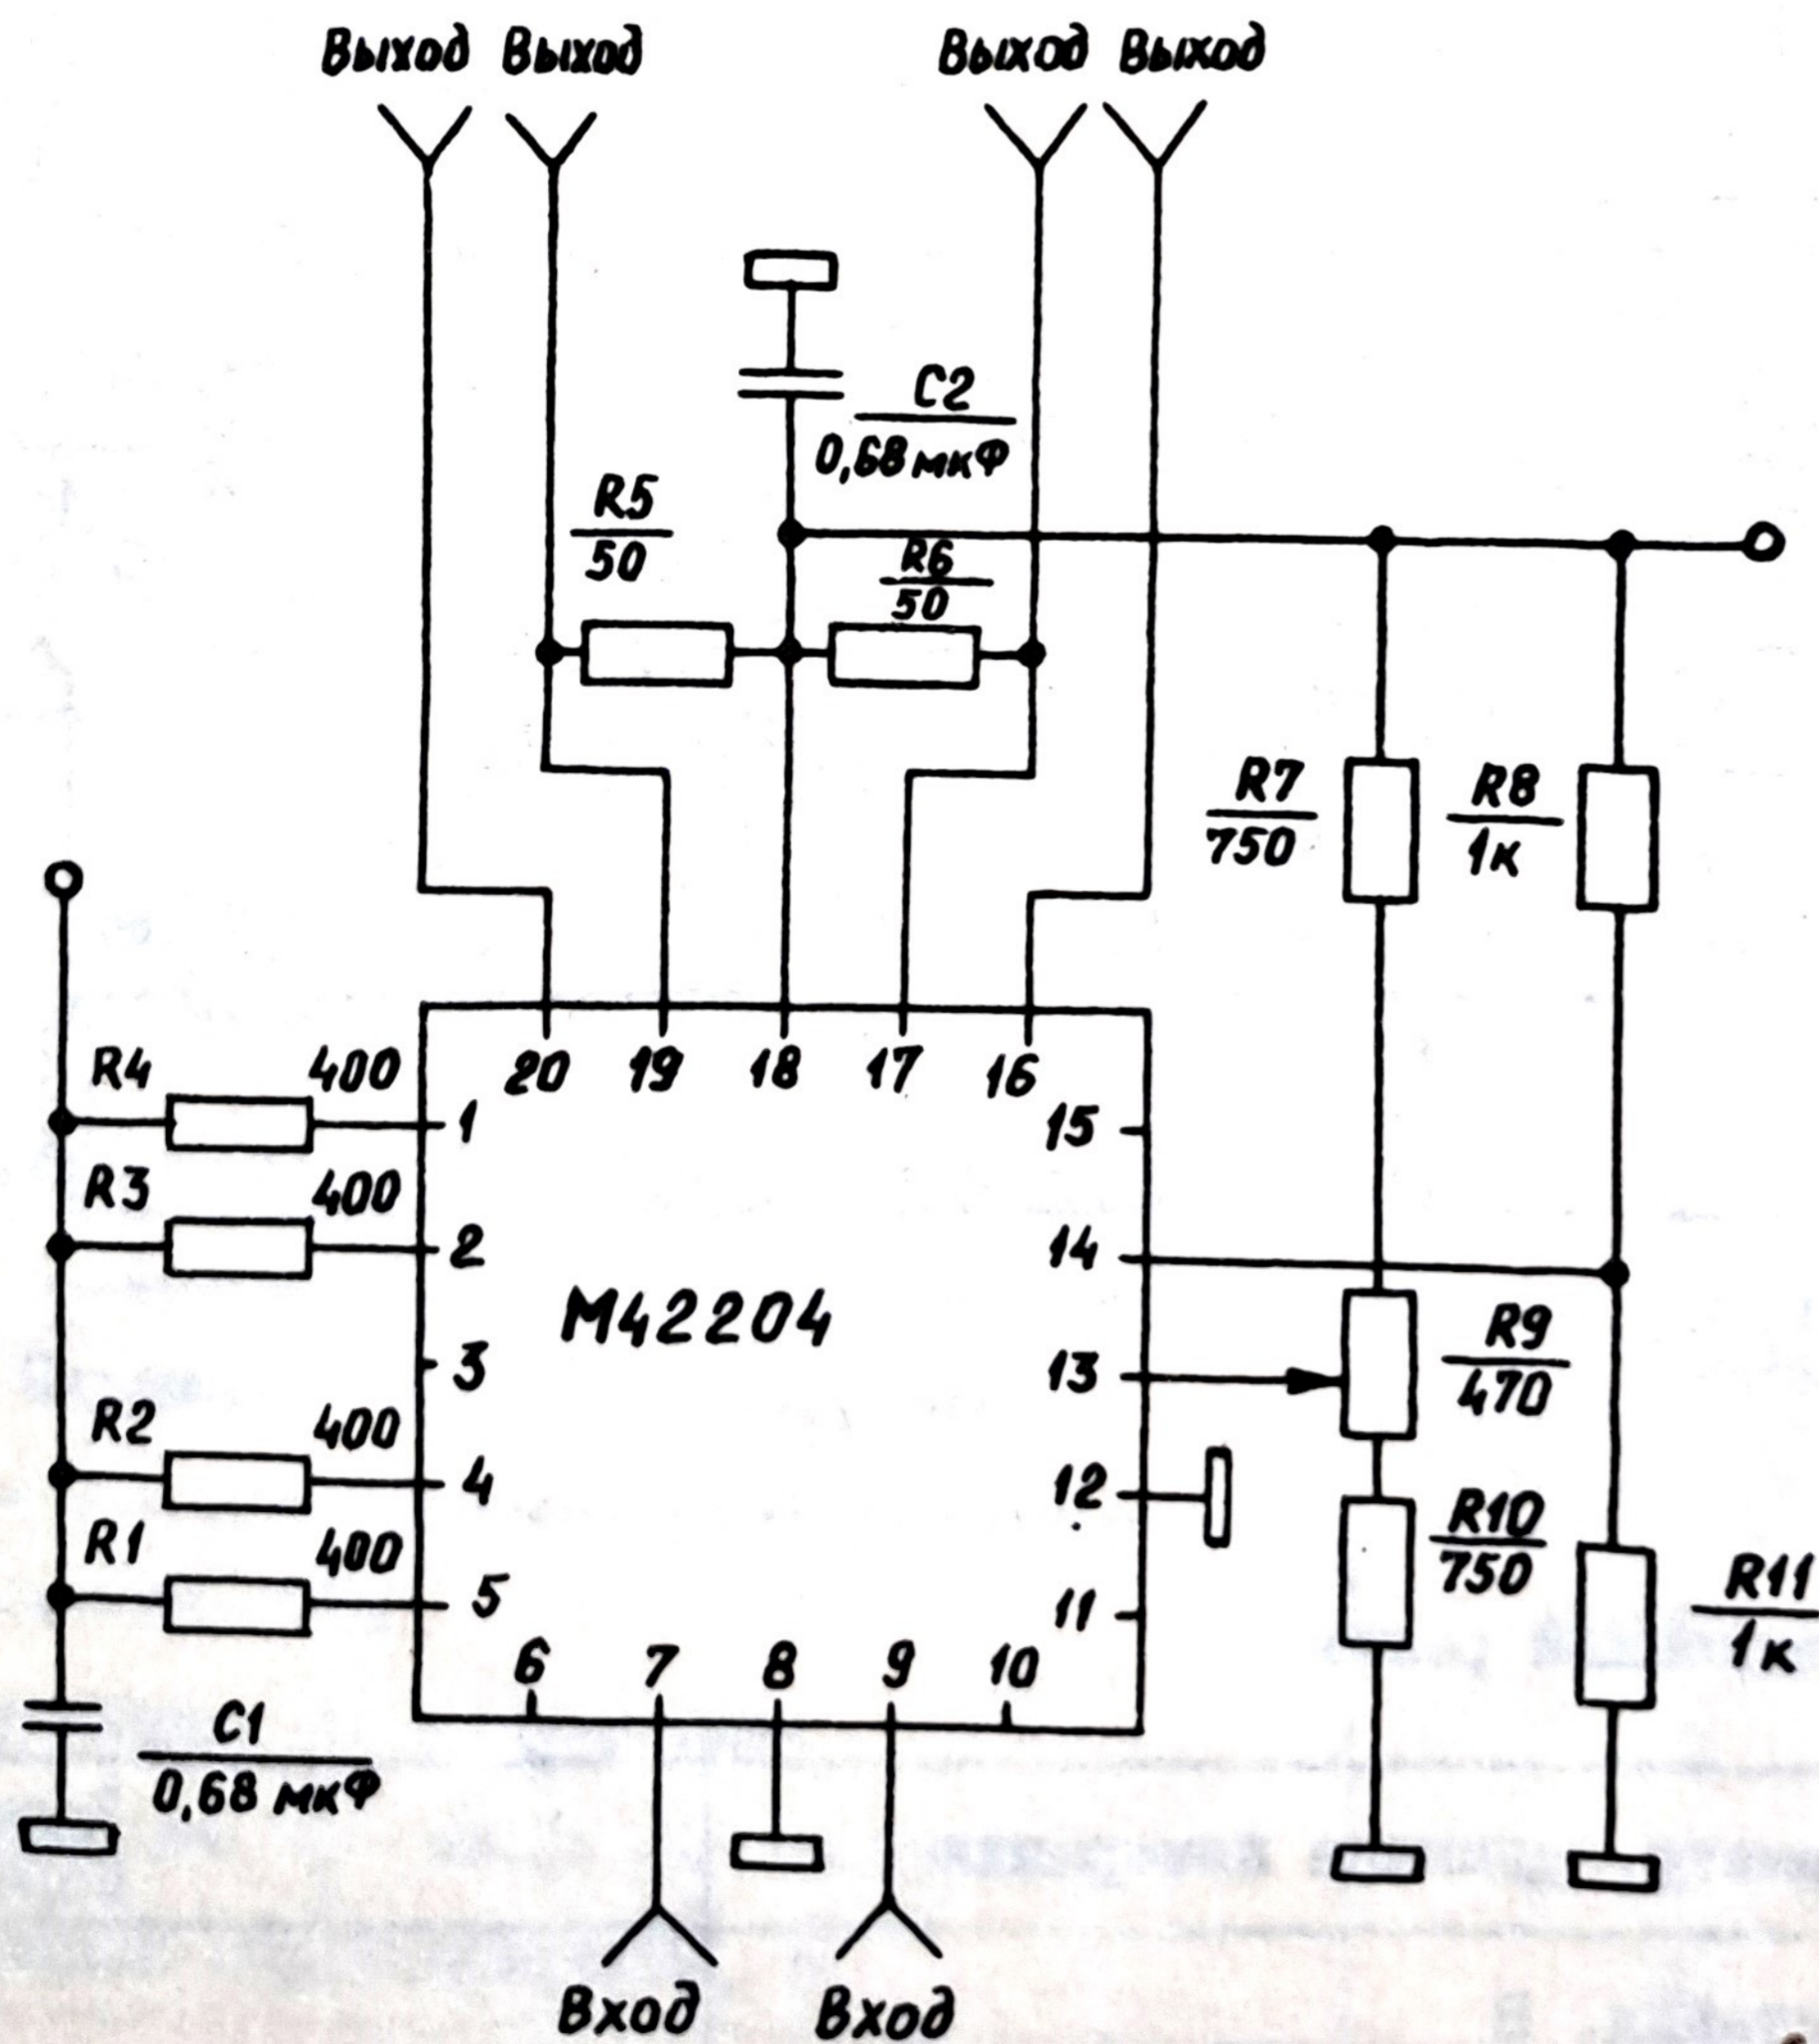 Выход Выход Выход Выход
C2
0,68 мкФ
R5
50
R6
50
R7
750
R8
1к
20 19 18 17 16
R4 400 1
R3 400 2
3
R2 400 4
R1 400 5
М42204
15
14
13
12
11
R9
470
R10
750
R11
1к
6 7 8 9 10
C1
0,68 мкФ
Вход Вход